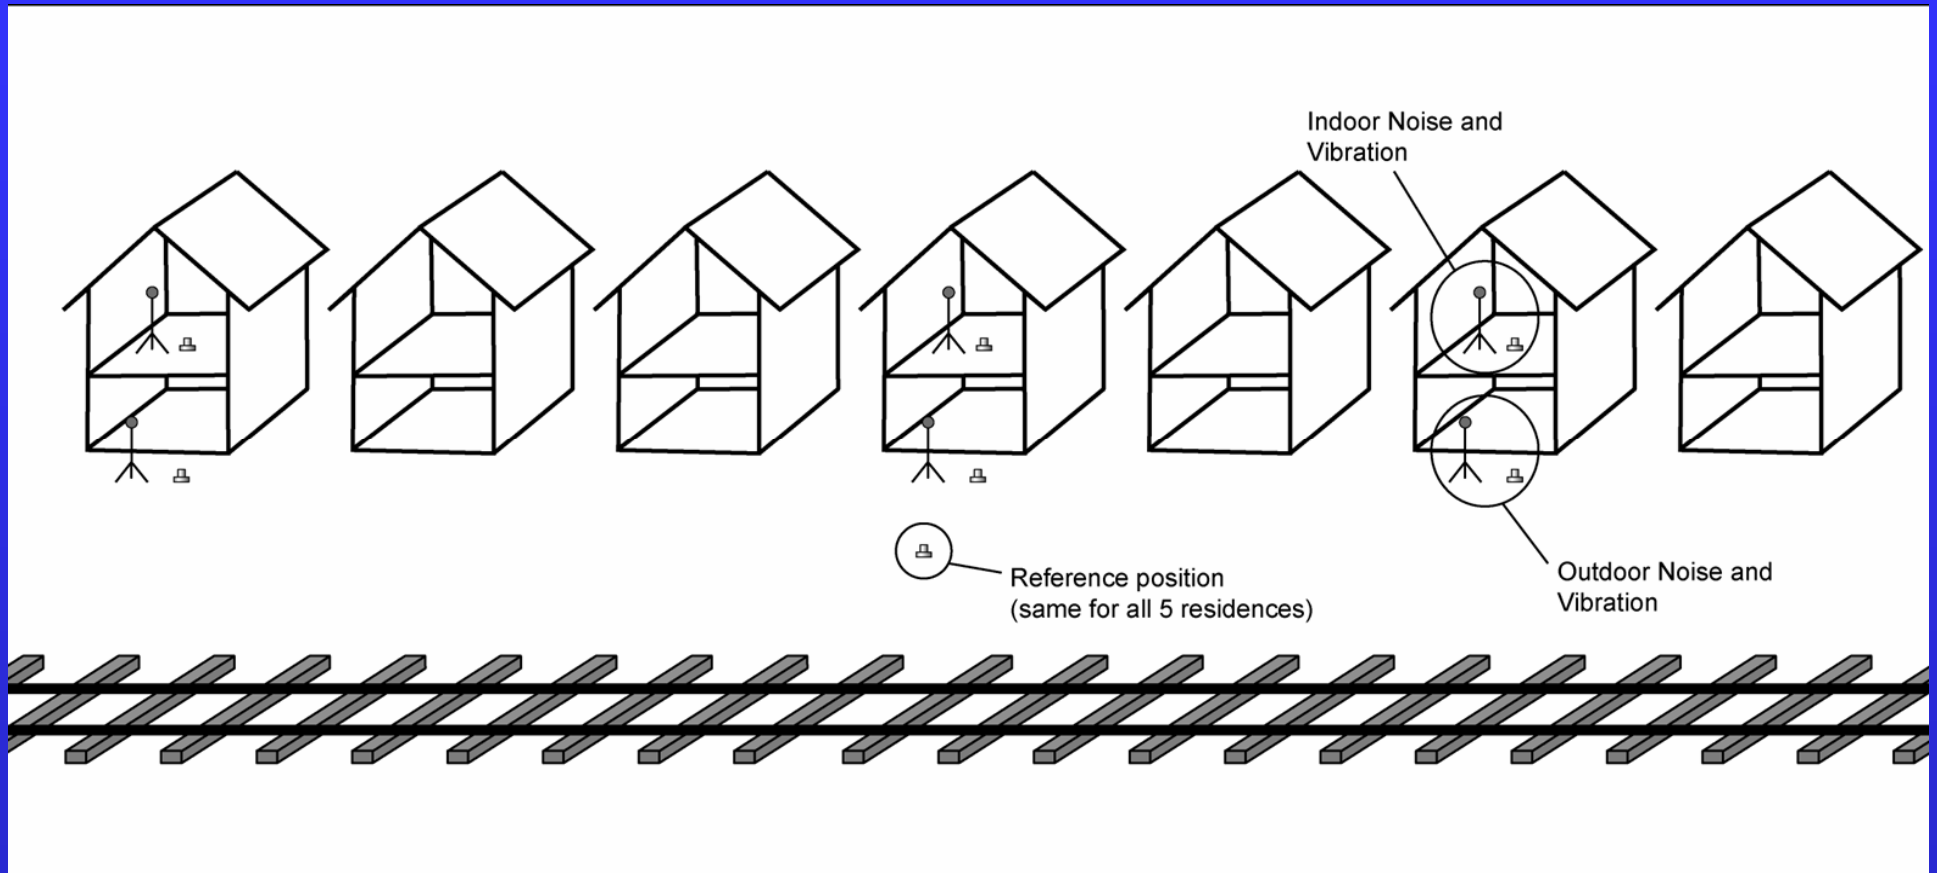 Indoor Noise and
Vibration
Reference position
(same for all 5 residences)
Outdoor Noise and
Vibration